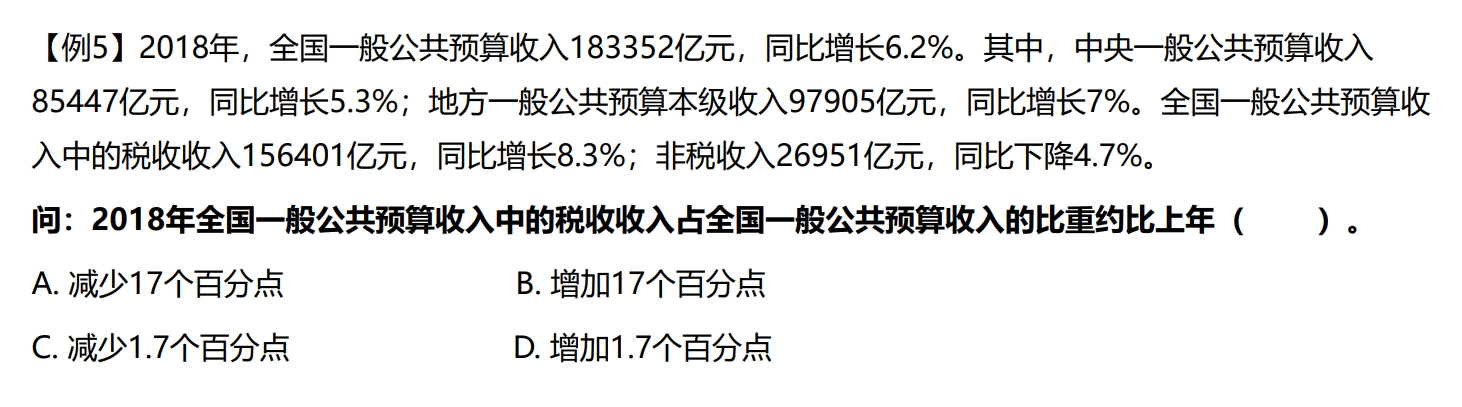 【例5】2018年，全国一般公共预算收入183352亿元，同比增长6.2%。其中，中央一般公共预算收入
85447亿元，同比增长5.3%；地方一般公共预算本级收入97905亿元，同比增长7%。全国一般公共预算收
入中的税收收入156401亿元，同比增长8.3%；非税收入26951亿元，同比下降4.7%。
问：2018年全国一般公共预算收入中的税收收入占全国一般公共预算收入的比重约比上年（　　）。
A. 减少17个百分点　　B. 增加17个百分点
C. 减少1.7个百分点　　D. 增加1.7个百分点